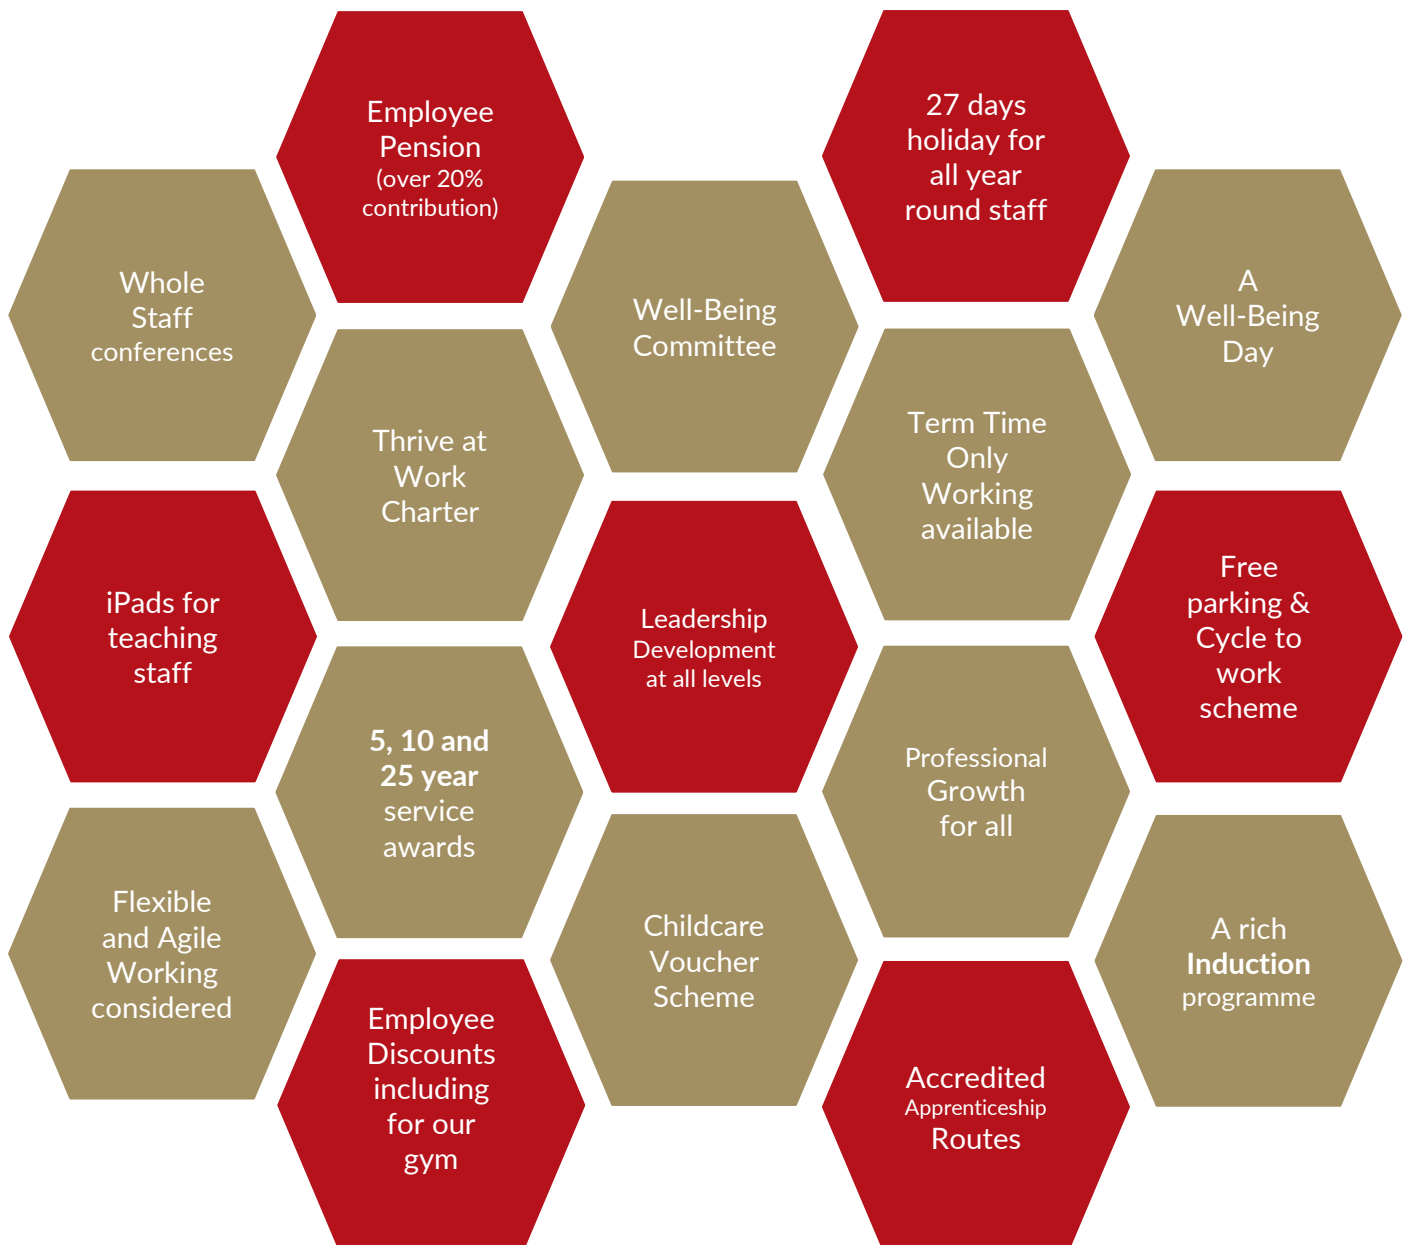 Employee
Pension
(over 20%
contribution)
27 days
holiday for
all year
round staff
Whole
Staff
conferences
Well-Being
Committee
A
Well-Being
Day
Thrive at
Work
Charter
Term Time
Only
Working
available
iPads for
teaching
staff
Leadership
Development
at all levels
Free
parking &
Cycle to
work
scheme
5, 10 and
25 year
service
awards
Professional
Growth
for all
Flexible
and Agile
Working
considered
Childcare
Voucher
Scheme
A rich
Induction
programme
Employee
Discounts
including
for our
gym
Accredited
Apprenticeship
Routes